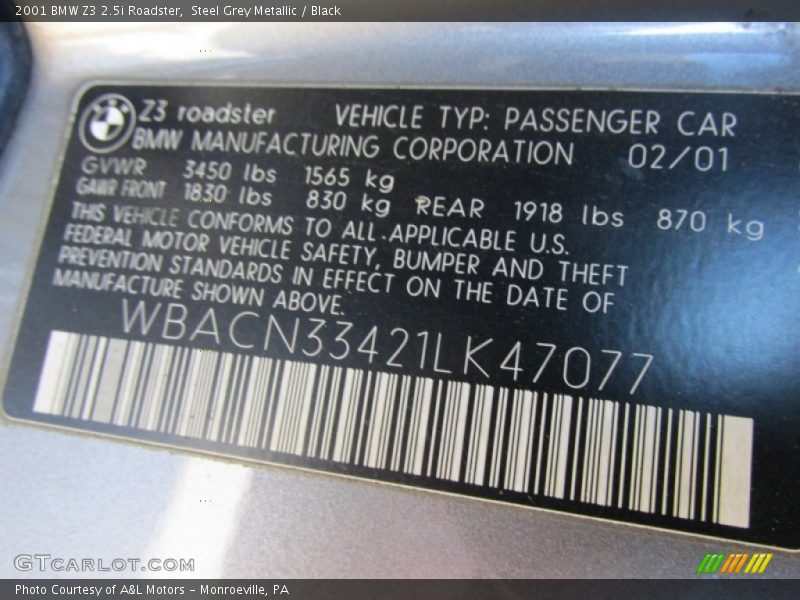 2001 BMW Z3 2.5i Roadster,  Steel Grey Metallic / Black
BMW Z3 roadster VEHICLE TYP: PASSENGER CAR
BMW MANUFACTURING CORPORATION 02/01
GVWR 3450 lbs 1565 kg
GAWR FRONT 1830 lbs 830 kg REAR 1918 lbs 870 kg
THIS VEHICLE CONFORMS TO ALL APPLICABLE U.S.
FEDERAL MOTOR VEHICLE SAFETY, BUMPER AND THEFT
PREVENTION STANDARDS IN EFFECT ON THE DATE OF
MANUFACTURE SHOWN ABOVE.
WBACN33421LK47077
GTcarlot.com
Photo Courtesy of A&L Motors – Monroeville, PA